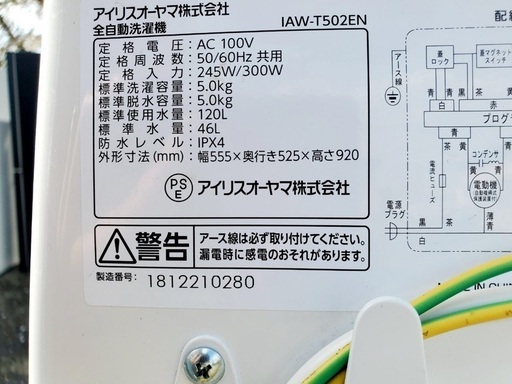 アイリスオーヤマ株式会社
全自動洗濯機 IAW-T502EN
定格電圧: AC 100V
定格周波数: 50/60Hz 共用
定格入力: 245W/300W
標準洗濯容量: 5.0kg
標準脱水容量: 5.0kg
標準使用水量: 120L
標準水量: 46L
防水レベル: IPX4
外形寸法(mm): 幅555×奥行き525×高さ920
PS
E
アイリスオーヤマ株式会社
警告
アース線は必ず取り付けてください。
漏電時に感電のおそれがあります。
製造番号: 1812210280
配線
アース線
蓋
ロック
蓋マグネット
スイッチ
青
白
青
黒
茶
茶
赤
プログ
青
茶
黄
茶
黄
青
電流ヒューズ
コンデンサ
黄
青
電動機
薄青
電源
プラグ
黒
茶
白